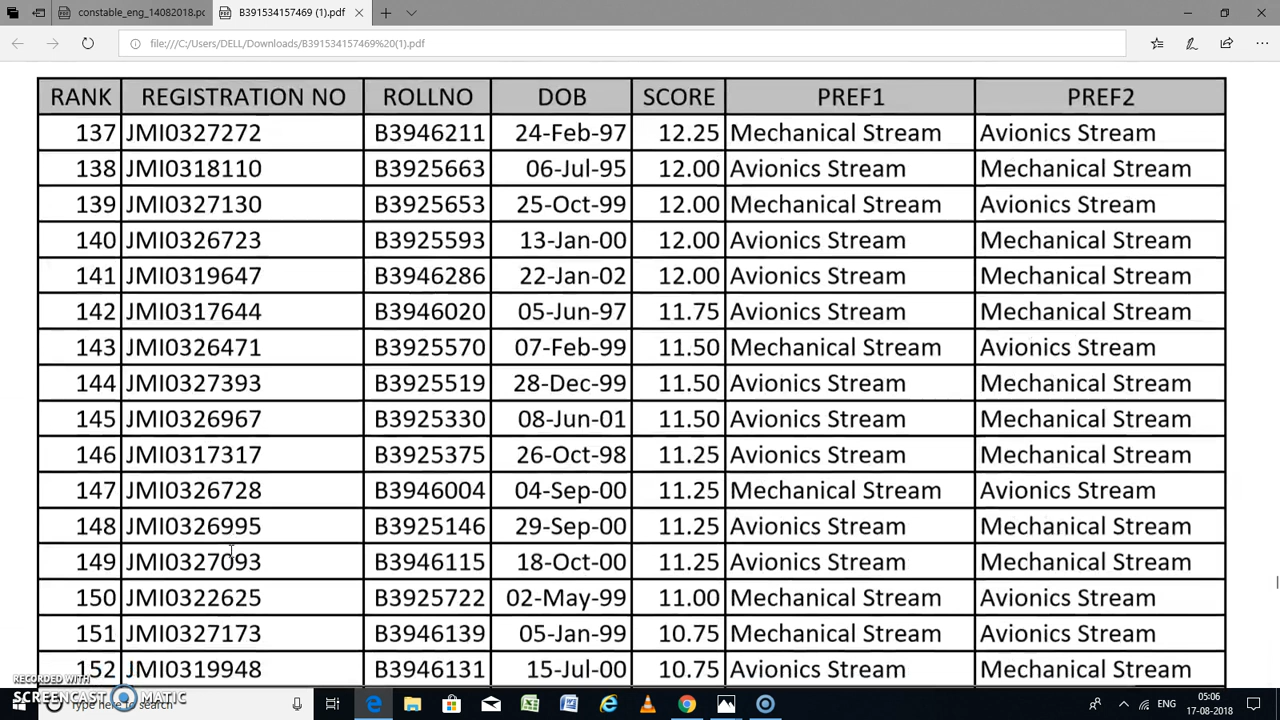 constable_eng_14082018.pc
B391534157469 (1).pdf
file:///C:/Users/DELL/Downloads/B391534157469%20(1).pdf
RANK REGISTRATION NO ROLLNO DOB SCORE PREF1 PREF2
137 JMI0327272 B3946211 24-Feb-97 12.25 Mechanical Stream Avionics Stream
138 JMI0318110 B3925663 06-Jul-95 12.00 Avionics Stream Mechanical Stream
139 JMI0327130 B3925653 25-Oct-99 12.00 Mechanical Stream Avionics Stream
140 JMI0326723 B3925593 13-Jan-00 12.00 Avionics Stream Mechanical Stream
141 JMI0319647 B3946286 22-Jan-02 12.00 Avionics Stream Mechanical Stream
142 JMI0317644 B3946020 05-Jun-97 11.75 Avionics Stream Mechanical Stream
143 JMI0326471 B3925570 07-Feb-99 11.50 Mechanical Stream Avionics Stream
144 JMI0327393 B3925519 28-Dec-99 11.50 Avionics Stream Mechanical Stream
145 JMI0326967 B3925330 08-Jun-01 11.50 Avionics Stream Mechanical Stream
146 JMI0317317 B3925375 26-Oct-98 11.25 Avionics Stream Mechanical Stream
147 JMI0326728 B3946004 04-Sep-00 11.25 Mechanical Stream Avionics Stream
148 JMI0326995 B3925146 29-Sep-00 11.25 Avionics Stream Mechanical Stream
149 JMI0327093 B3946115 18-Oct-00 11.25 Avionics Stream Mechanical Stream
150 JMI0322625 B3925722 02-May-99 11.00 Mechanical Stream Avionics Stream
151 JMI0327173 B3946139 05-Jan-99 10.75 Mechanical Stream Avionics Stream
152 JMI0319948 B3946131 15-Jul-00 10.75 Avionics Stream Mechanical Stream
RECORDED WITH
SCREENCAST MATIC
Type here to search
ENG
05:06
17-08-2018